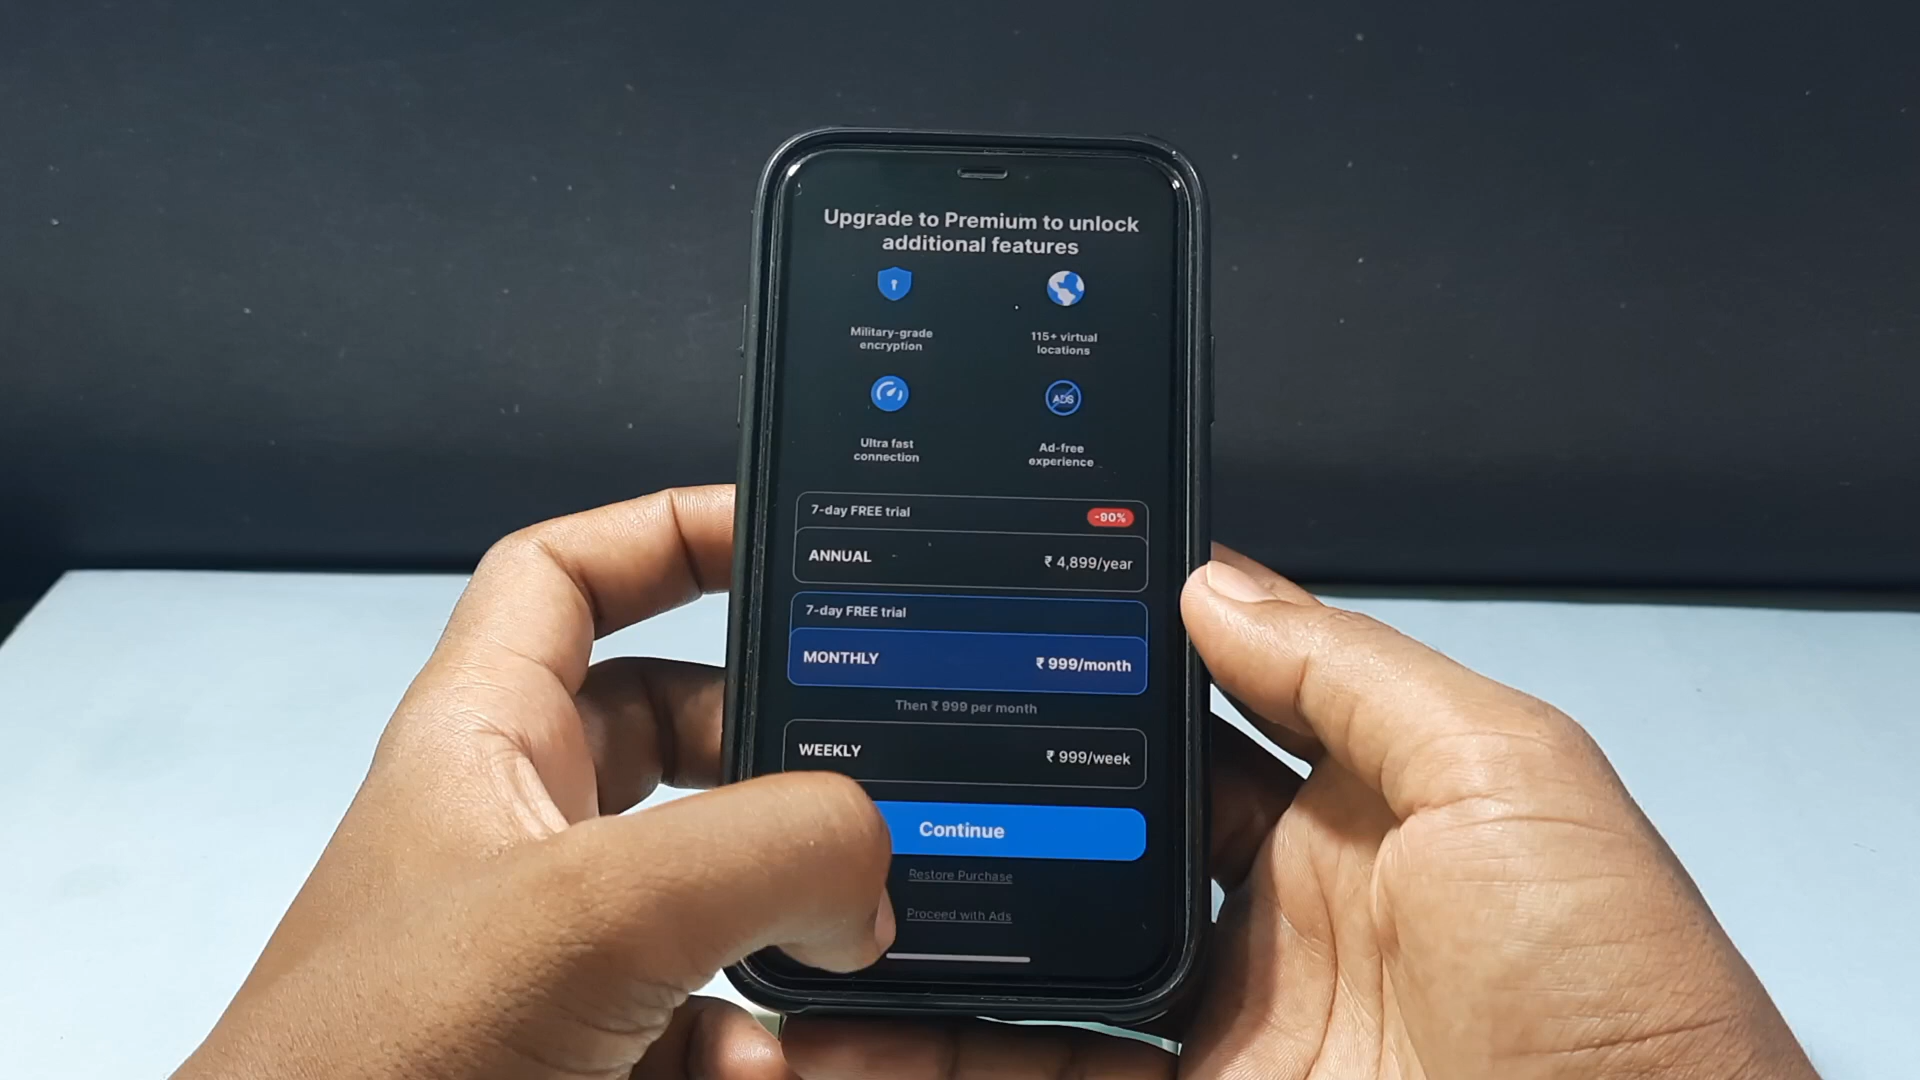 Upgrade to Premium to unlock
additional features
Military-grade
encryption
115+ virtual
locations
Ultra fast
connection
ADS
Ad-free
experience
7-day FREE trial
-90%
ANNUAL
₹ 4,899/year
7-day FREE trial
MONTHLY
₹ 999/month
Then ₹ 999 per month
WEEKLY
₹ 999/week
Continue
Restore Purchase
Proceed with Ads